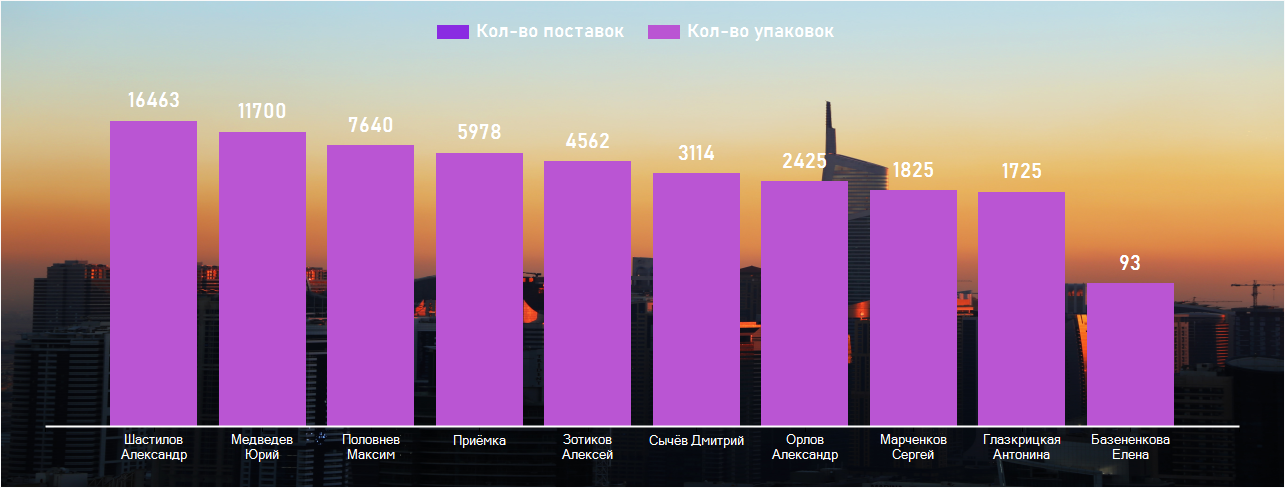 Кол-во поставок Кол-во упаковок
16463 11700 7640 5978 4562 3114 2425 1825 1725 93
Шастилов Медведев Половнев Приёмка Зотиков Сычёв Дмитрий Орлов Марченков Глазкрицкая Базененкова
Александр Юрий Максим Алексей Александр Сергей Антонина Елена